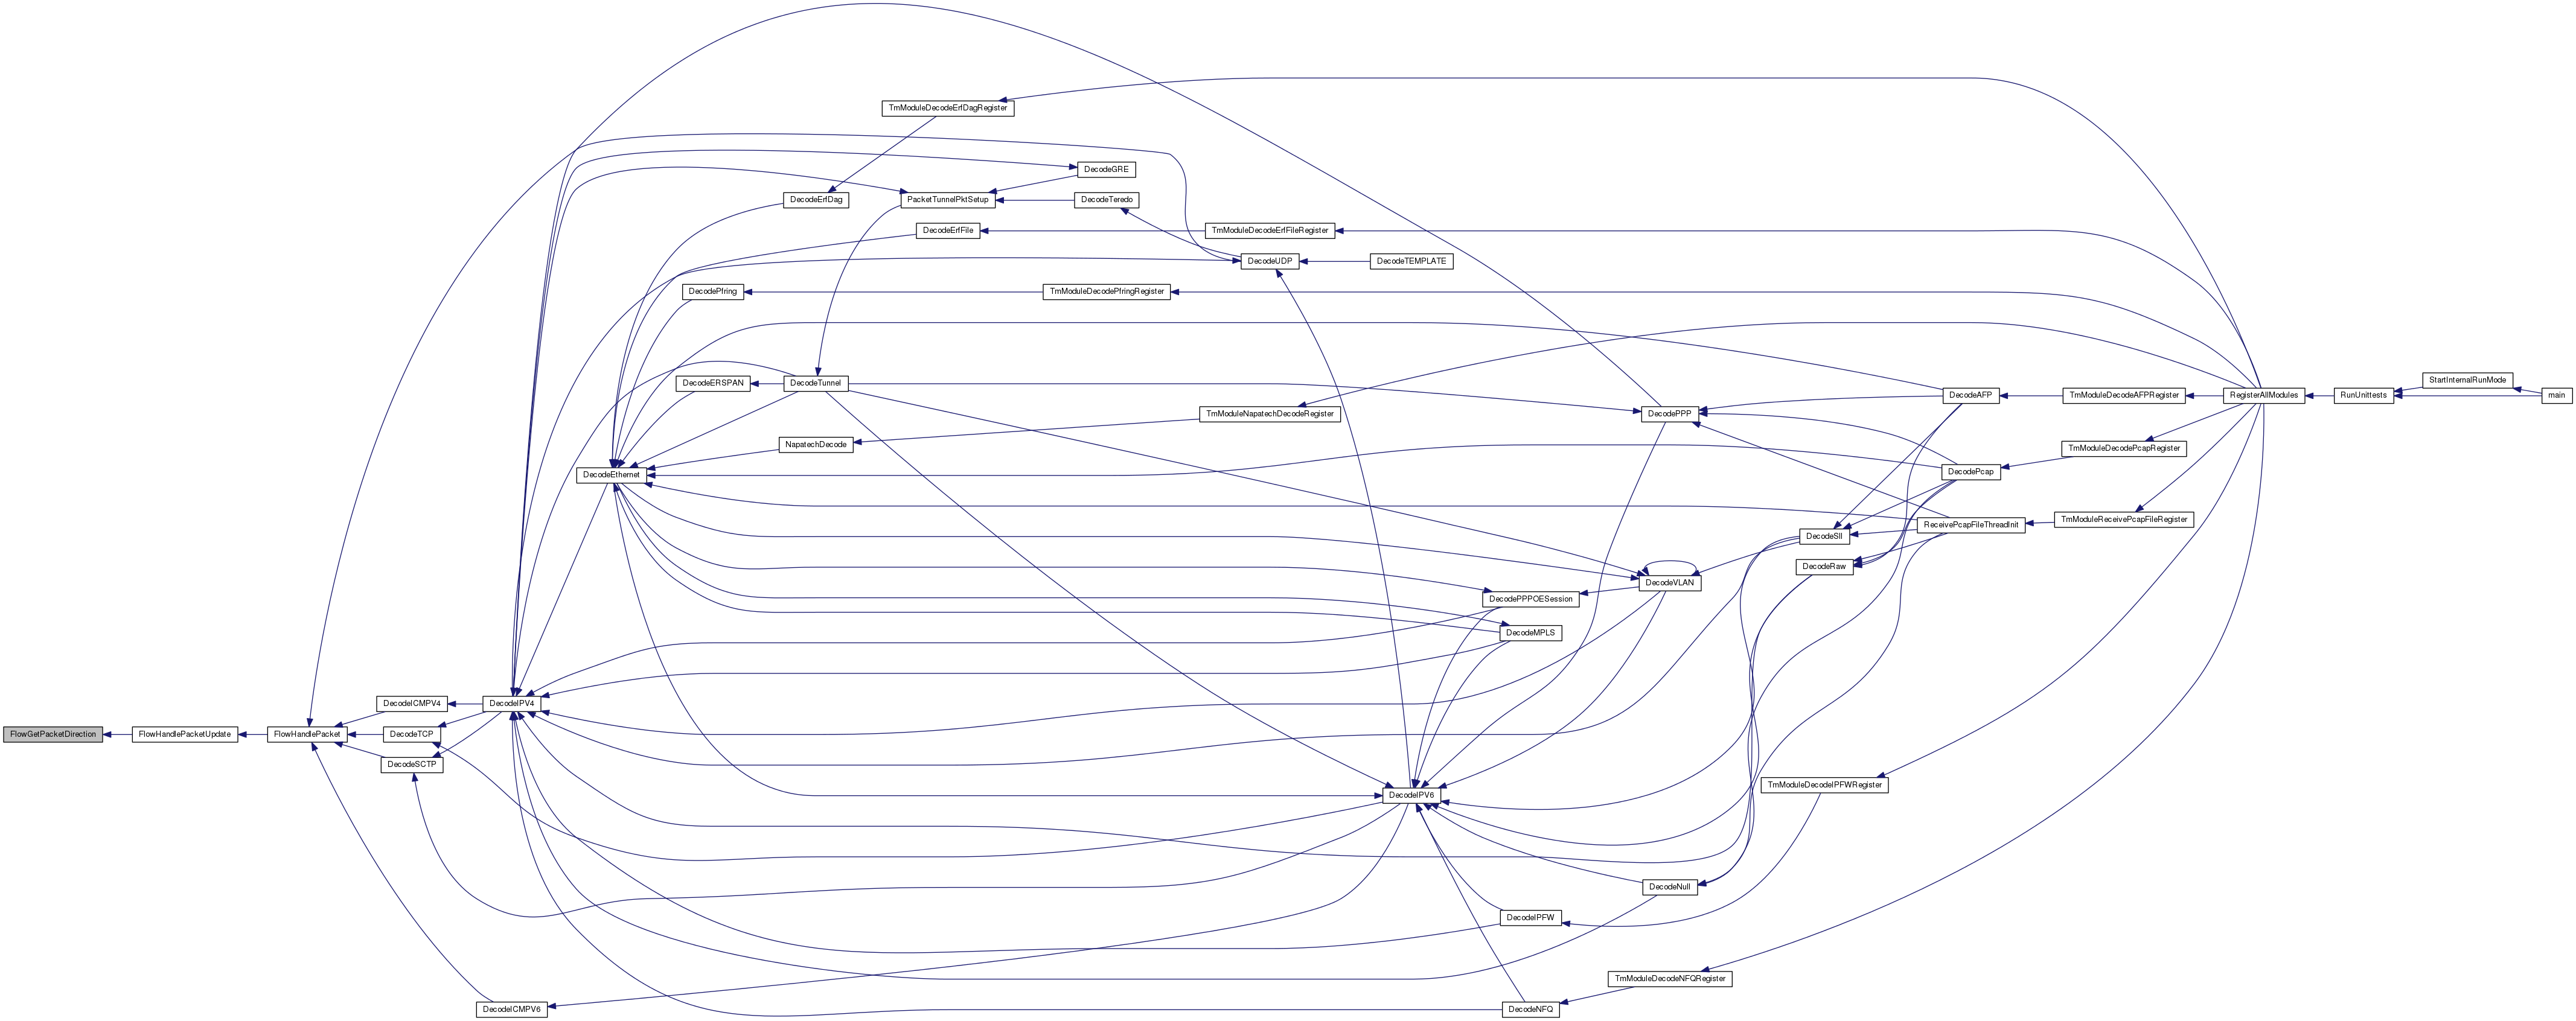 TmModuleDecodeErfDagRegister
DecodeGRE
DecodeErfDag
PacketTunnelPktSetup
DecodeTeredo
DecodeErfFile
TmModuleDecodeErfFileRegister
DecodeUDP
DecodeTEMPLATE
DecodePfring
TmModuleDecodePfringRegister
DecodeERSPAN
DecodeTunnel
StartInternalRunMode
DecodeAFP
TmModuleDecodeAFPRegister
RegisterAllModules
RunUnittests
main
TmModuleNapatechDecodeRegister
DecodePPP
NapatechDecode
TmModuleDecodePcapRegister
DecodeEthernet
DecodePcap
ReceivePcapFileThreadInit
TmModuleReceivePcapFileRegister
DecodeSll
DecodeRaw
DecodeVLAN
DecodePPPOESession
DecodeMPLS
DecodeICMPV4
DecodeIPV4
FlowGetPacketDirection
FlowHandlePacketUpdate
FlowHandlePacket
DecodeTCP
DecodeSCTP
TmModuleDecodeIPFWRegister
DecodeIPV6
DecodeNull
DecodeIPFW
TmModuleDecodeNFQRegister
DecodeICMPV6
DecodeNFQ